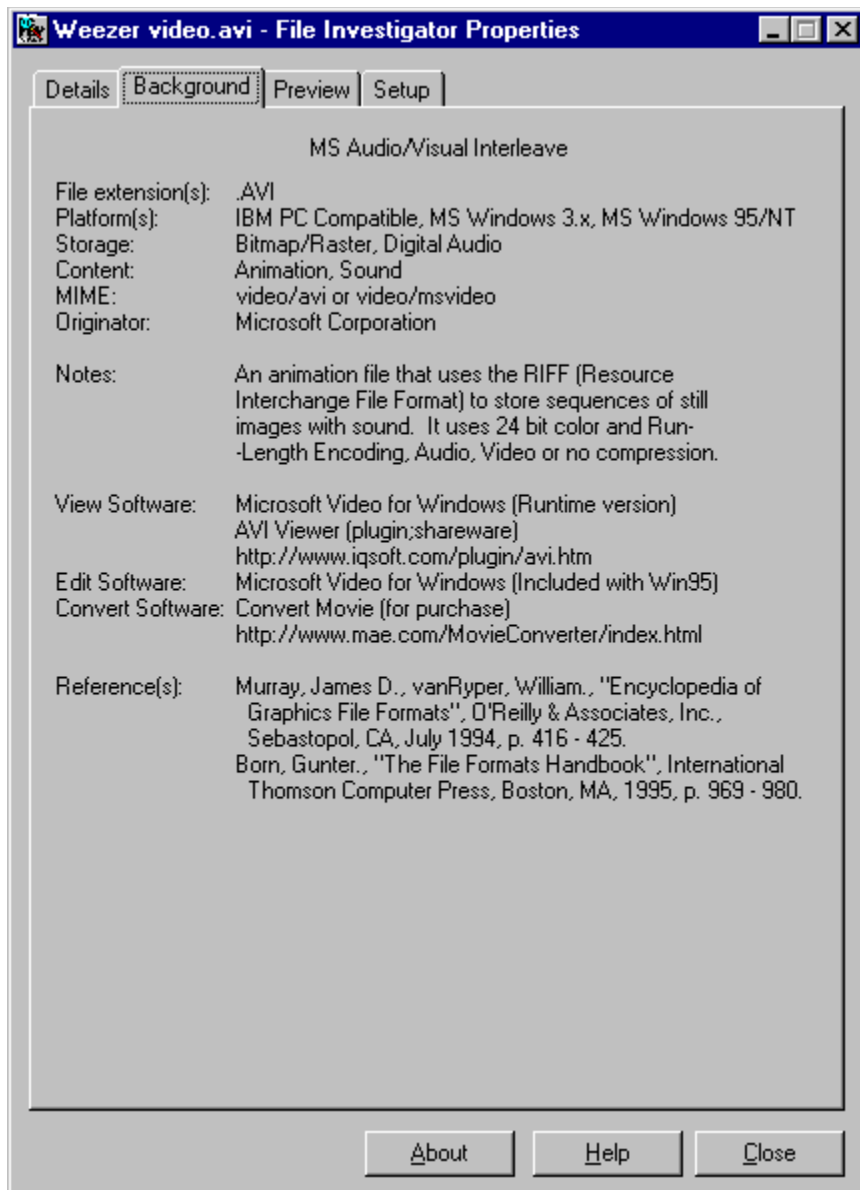 Weezer video.avi - File Investigator Properties
Details Background Preview Setup
MS Audio/Visual Interleave
File extension(s): .AVI
Platform(s): IBM PC Compatible, MS Windows 3.x, MS Windows 95/NT
Storage: Bitmap/Raster, Digital Audio
Content: Animation, Sound
MIME: video/avi or video/msvideo
Originator: Microsoft Corporation
Notes: An animation file that uses the RIFF (Resource
Interchange File Format) to store sequences of still
images with sound. It uses 24 bit color and Run-
-Length Encoding, Audio, Video or no compression.
View Software: Microsoft Video for Windows (Runtime version)
AVI Viewer (plugin;shareware)
http://www.iqsoft.com/plugin/avi.htm
Edit Software: Microsoft Video for Windows (Included with Win95)
Convert Software: Convert Movie (for purchase)
http://www.mae.com/MovieConverter/index.html
Reference(s): Murray, James D., vanRyper, William., "Encyclopedia of
Graphics File Formats", O'Reilly & Associates, Inc.,
Sebastopol, CA, July 1994, p. 416 - 425.
Born, Gunter., "The File Formats Handbook", International
Thomson Computer Press, Boston, MA, 1995, p. 969 - 980.
About Help Close